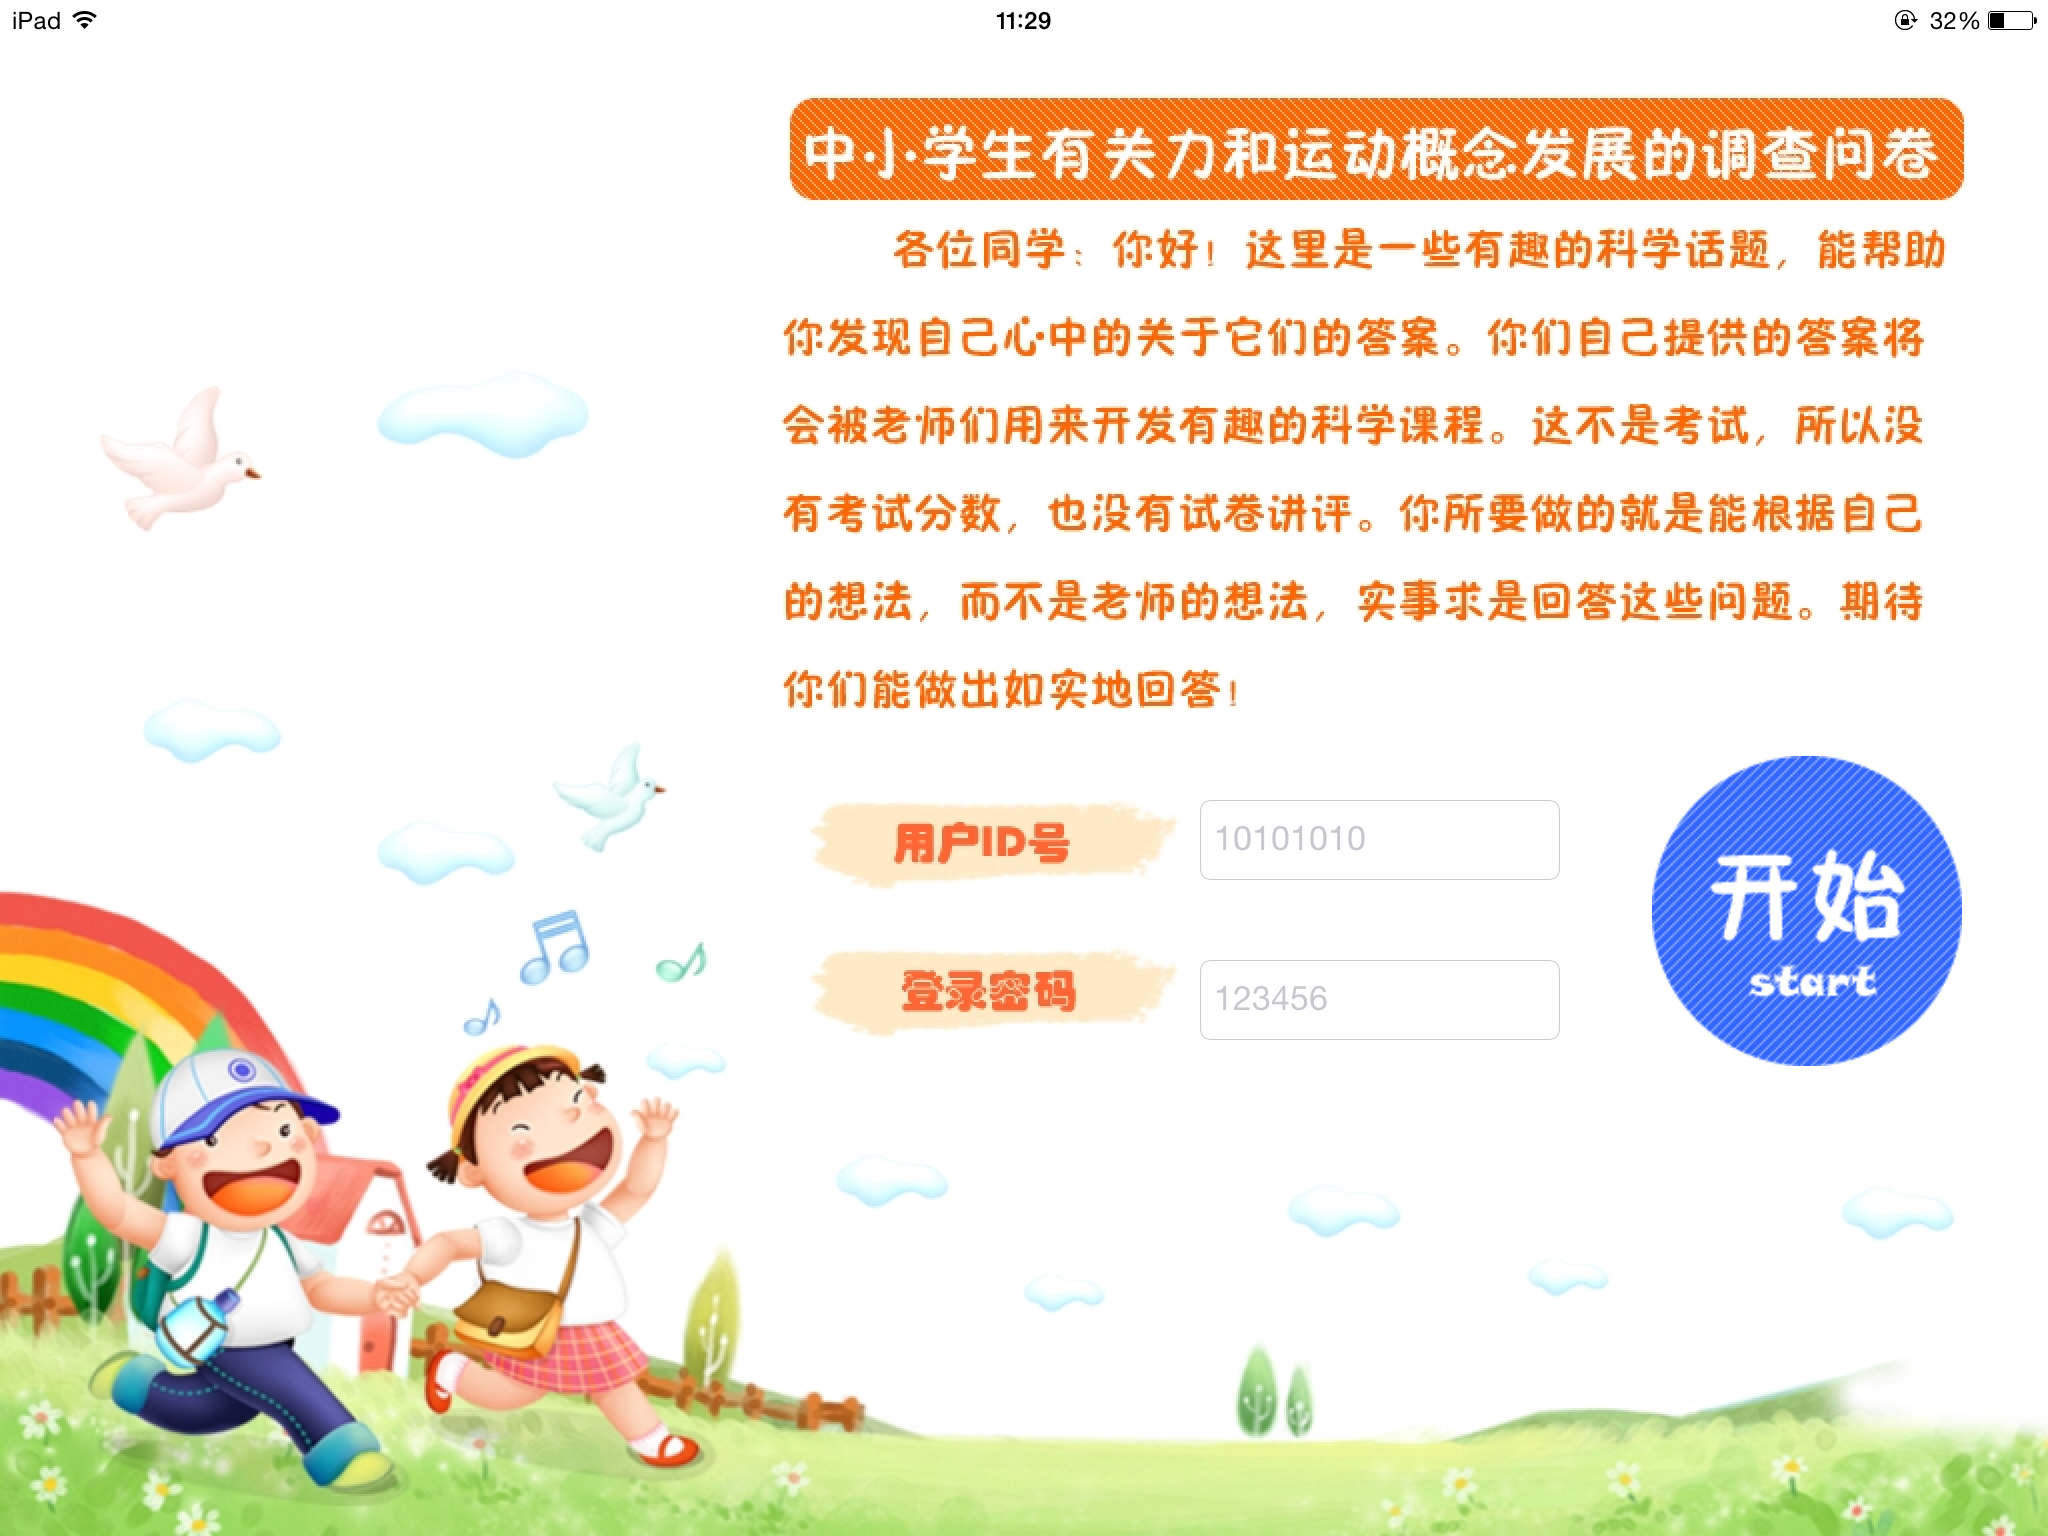 iPad
11:29
32%
中小学生有关力和运动概念发展的调查问卷
各位同学：你好！这里是一些有趣的科学话题，能帮助
你发现自己心中的关于它们的答案。你们自己提供的答案将
会被老师们用来开发有趣的科学课程。这不是考试，所以没
有考试分数，也没有试卷讲评。你所要做的就是能根据自己
的想法，而不是老师的想法，实事求是回答这些问题。期待
你们能做出如实地回答！
用户ID号
10101010
登录密码
123456
开始
start